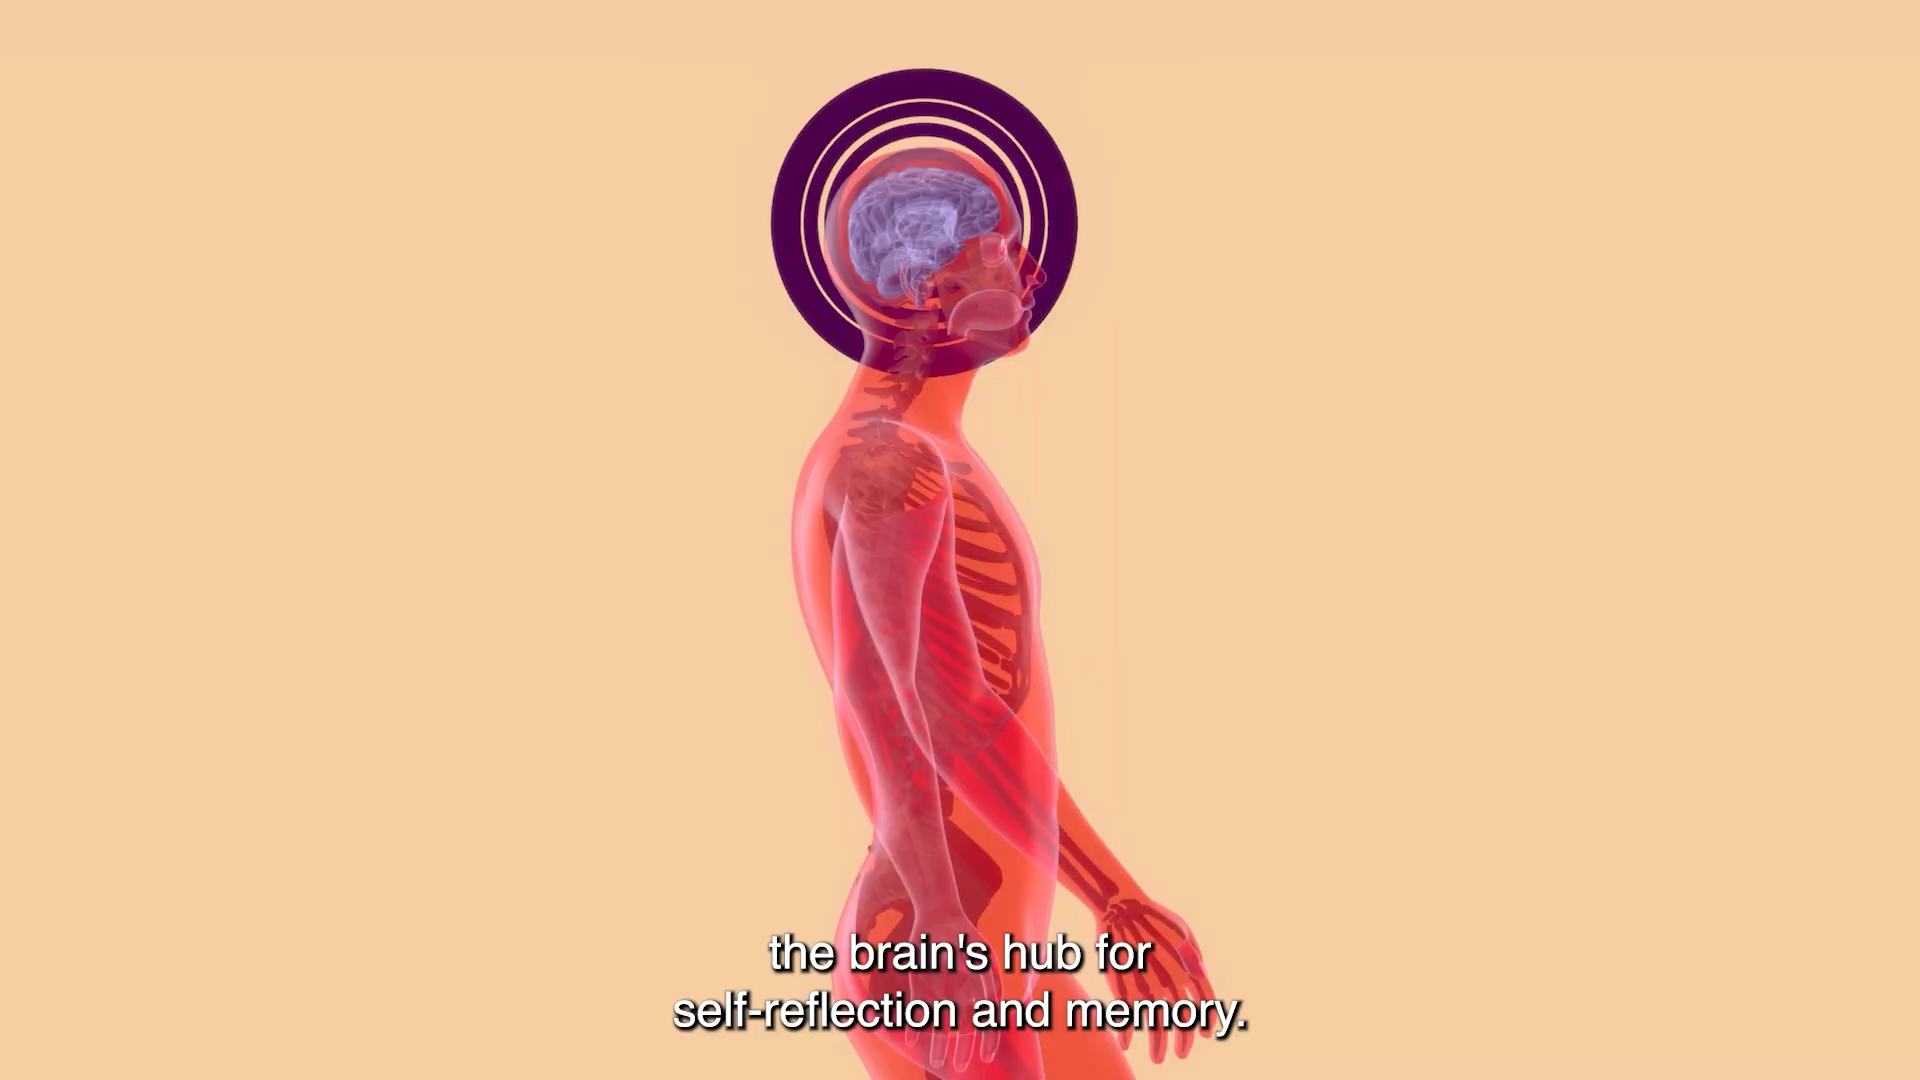 the brain's hub for
self-reflection and memory.